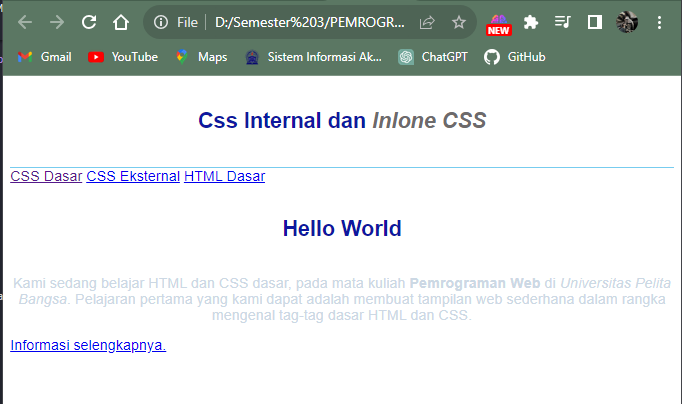 File D:/Semester%203/PEMROGR...
NEW
Gmail YouTube Maps Sistem Informasi Ak... ChatGPT GitHub
Css Internal dan Inlone CSS
CSS Dasar CSS Eksternal HTML Dasar
Hello World
Kami sedang belajar HTML dan CSS dasar, pada mata kuliah Pemrograman Web di Universitas Pelita
Bangsa. Pelajaran pertama yang kami dapat adalah membuat tampilan web sederhana dalam rangka
mengenal tag-tag dasar HTML dan CSS.
Informasi selengkapnya.